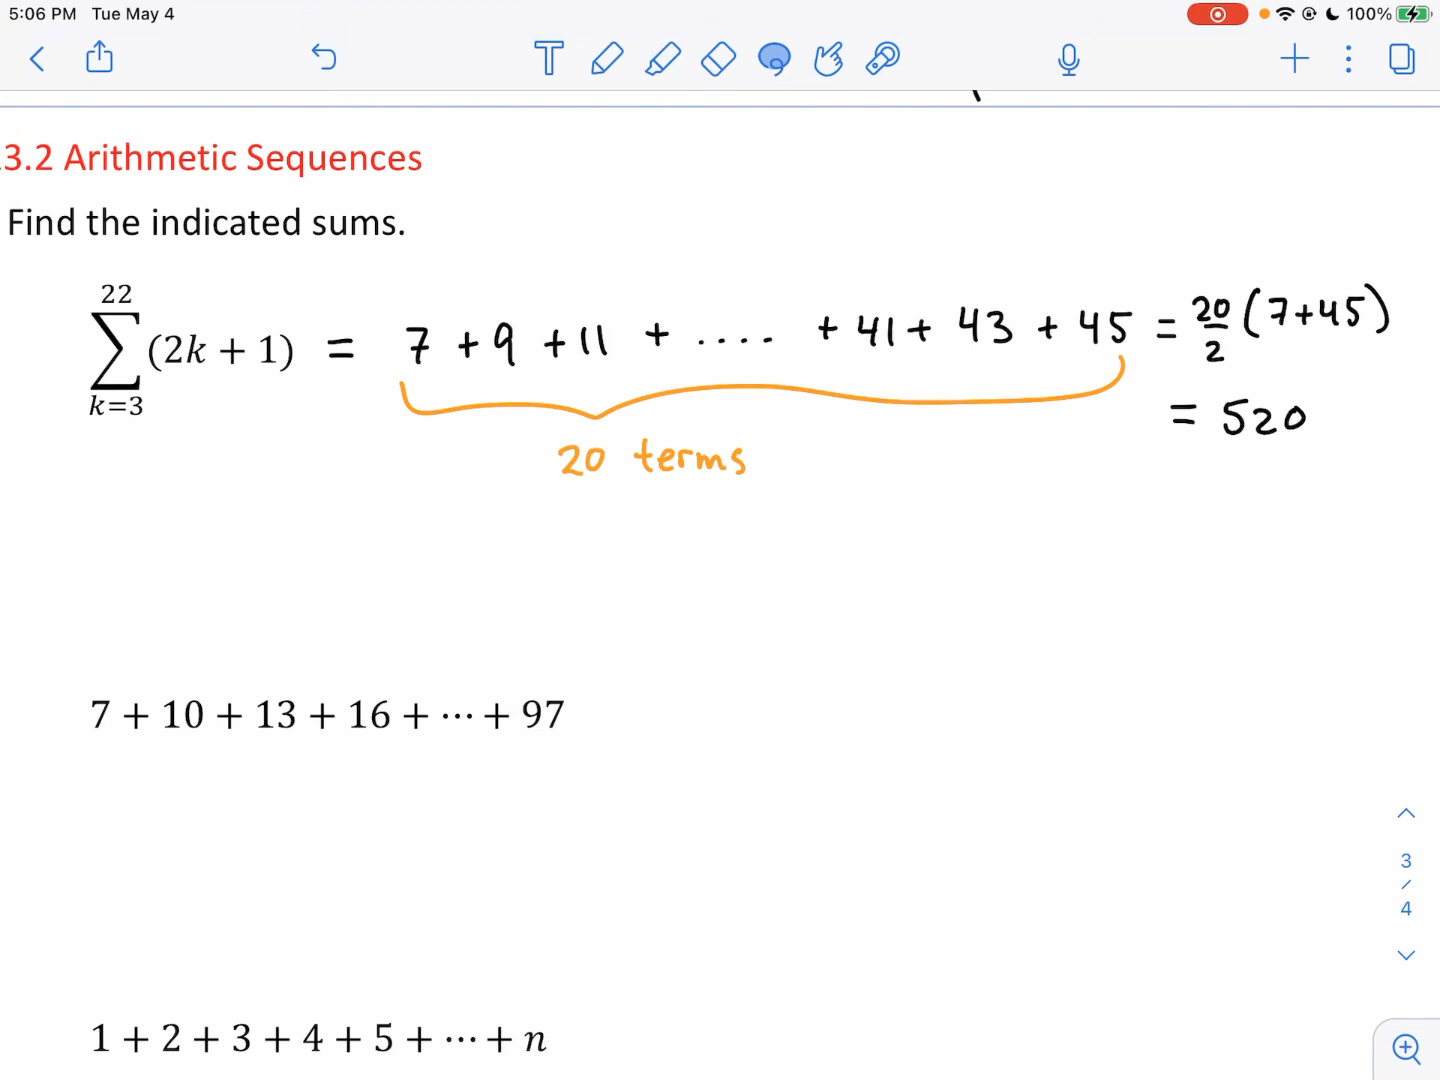 5:06 PM Tue May 4 100%
T
3.2 Arithmetic Sequences
Find the indicated sums.
\sum_{k=3}^{22} (2k + 1) = 7 + 9 + 11 + .... + 41 + 43 + 45 = \frac{20}{2} (7+45)
= 520
20 terms
7 + 10 + 13 + 16 + ⋯ + 97
3
/
4
1 + 2 + 3 + 4 + 5 + ⋯ + n